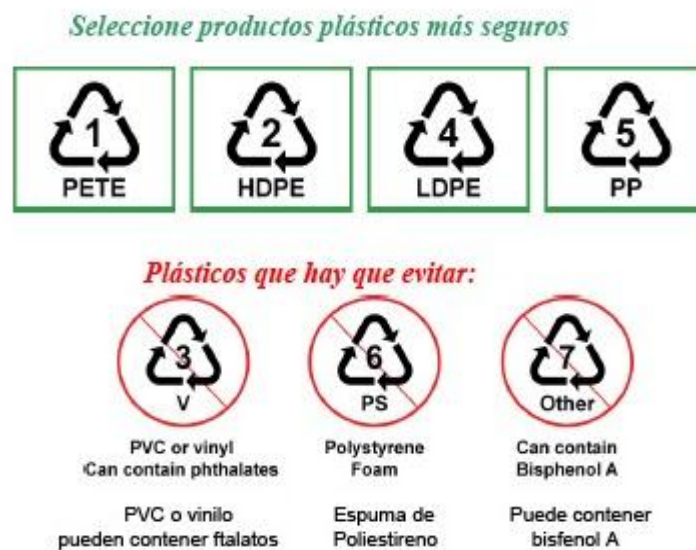 Seleccione productos plásticos más seguros
1 2 4 5
PETE HDPE LDPE PP
Plásticos que hay que evitar:
3 6 7
V PS Other
PVC or vinyl Polystyrene Can contain
Can contain phthalates Foam Bisphenol A
PVC o vinilo Espuma de Puede contener
pueden contener ftalatos Poliestireno bisfenol A